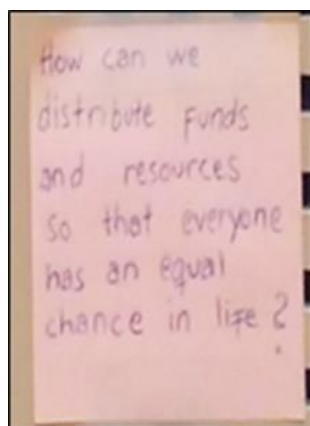 How can we
distribute funds
and resources
so that everyone
has an equal
chance in life?